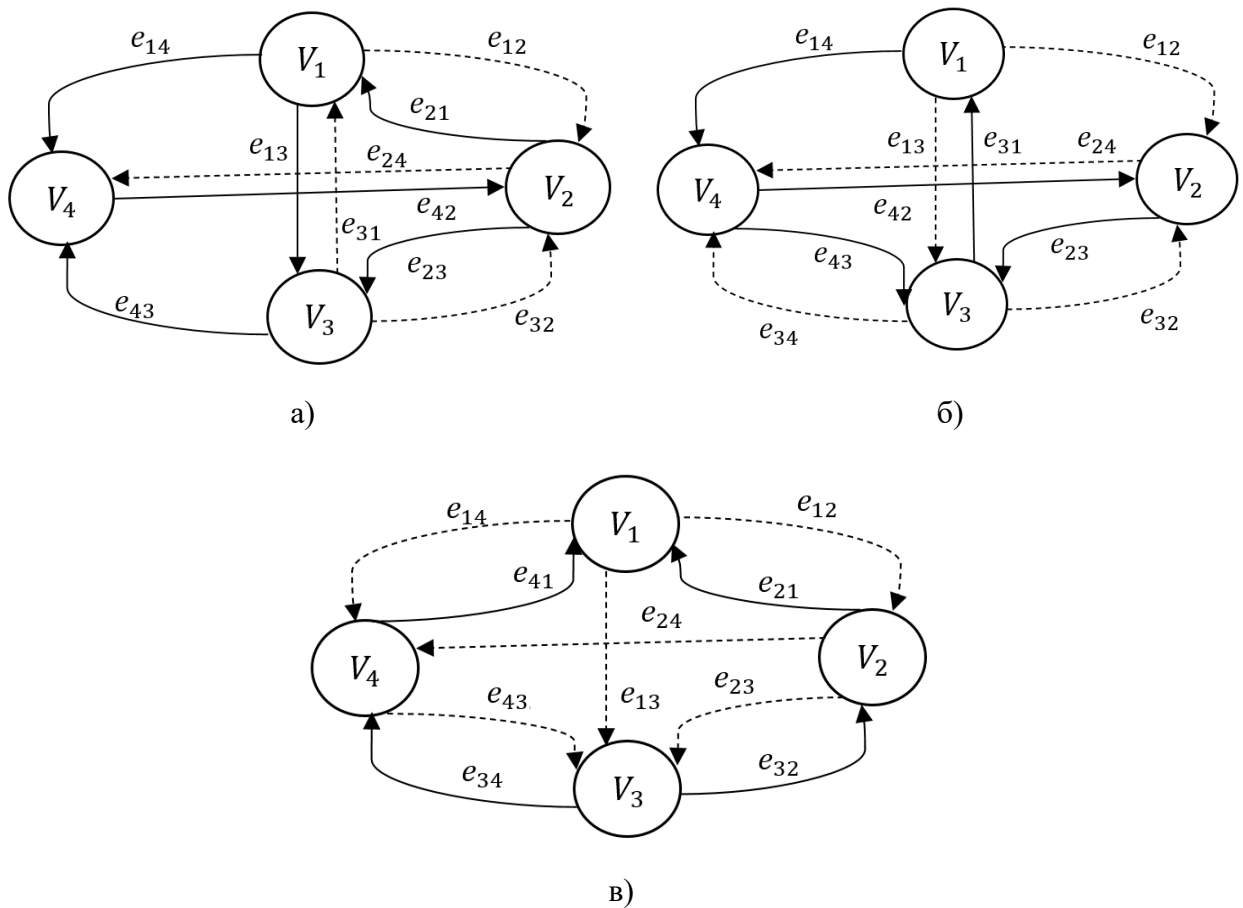 e₁₄ V₁ e₁₂
e₂₁
e₁₃ e₂₄
V₄ V₂
e₄₂
e₃₁
e₂₃
e₄₃ V₃ e₃₂
а)
e₁₄ V₁ e₁₂
e₁₃ e₃₁ e₂₄
V₄ V₂
e₄₂
e₄₃ e₂₃
V₃
e₃₄ e₃₂
б)
e₁₄ V₁ e₁₂
e₄₁ e₂₁
e₂₄
V₄ V₂
e₄₃ e₁₃ e₂₃
e₃₄ V₃ e₃₂
в)